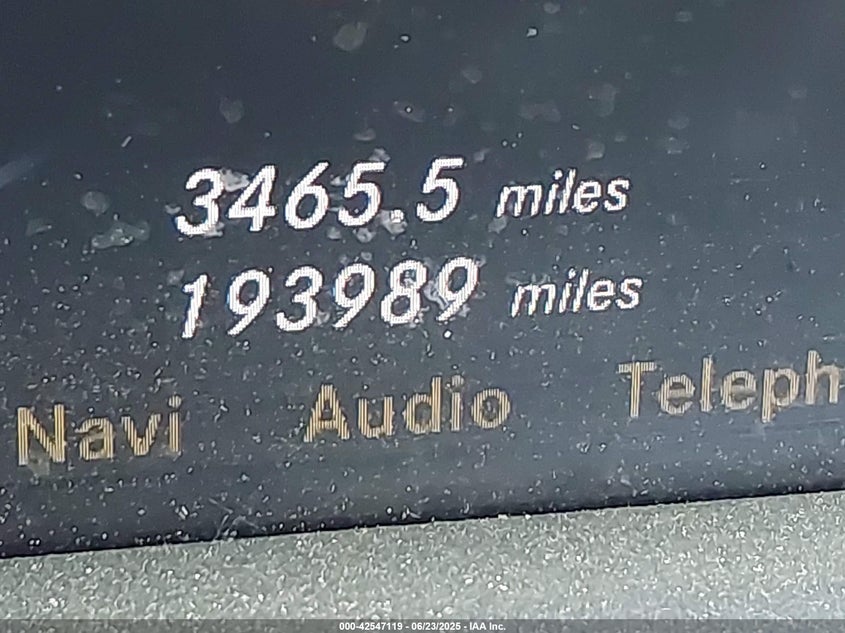 3465.5 miles
193989 miles
Navi Audio Teleph
000-42547119 - 06/23/2025 - IAA Inc.